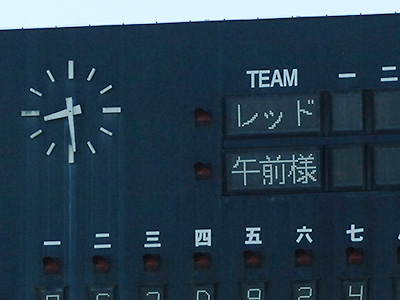 TEAM 一 二
レッド
午前様
一 二 三 四 五 六 七